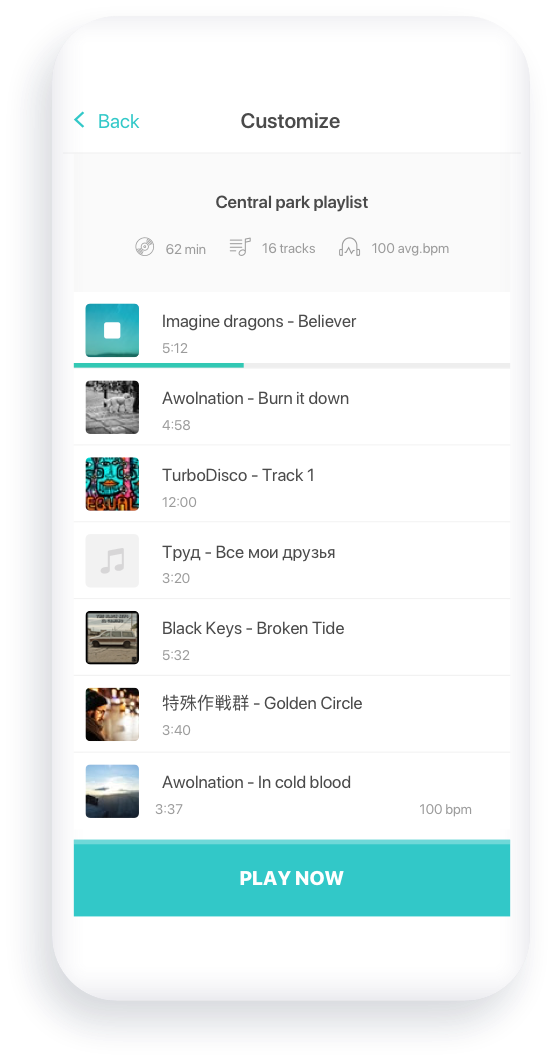 Back
Customize
Central park playlist
62 min 16 tracks 100 avg.bpm
Imagine dragons - Believer
5:12
Awolnation - Burn it down
4:58
TurboDisco - Track 1
12:00
EQUAL
Труд - Все мои друзья
3:20
Black Keys - Broken Tide
5:32
特殊作戦群 - Golden Circle
3:40
Awolnation - In cold blood
3:37 100 bpm
PLAY NOW